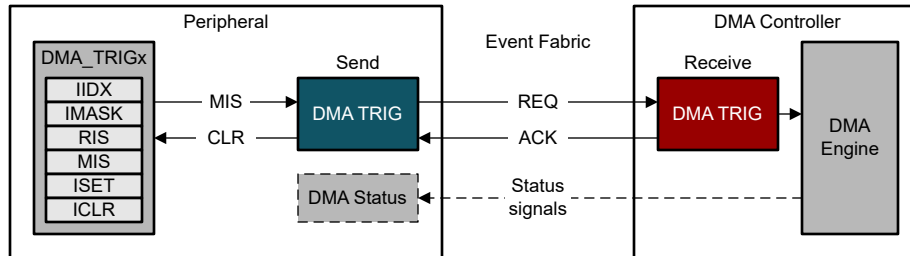 Peripheral
DMA_TRIGx
IIDX
IMASK
RIS
MIS
ISET
ICLR
MIS
CLR
Send
DMA TRIG
DMA Status
Event Fabric
REQ
ACK
Status
signals
DMA Controller
Receive
DMA TRIG
DMA
Engine